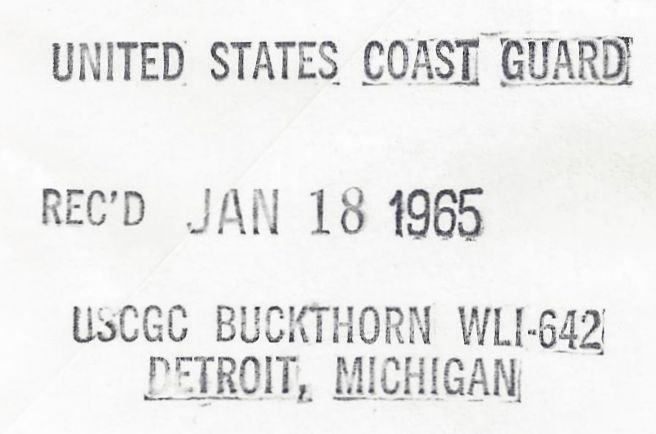 UNITED STATES COAST GUARD
REC'D JAN 18 1965
USCGC BUCKTHORN WLI-642
DETROIT, MICHIGAN